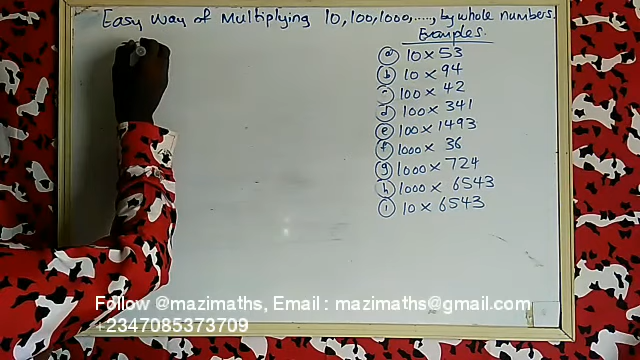 Easy way of Multiplying 10,100,1000,....., by whole numbers.
Examples.
(a) 10 × 53
(b) 10 × 94
(c) 100 × 42
(d) 100 × 341
(e) 100 × 1493
(f) 1000 × 36
(g) 1000 × 724
(h) 1000 × 6543
(i) 10 × 6543
Follow @mazimaths, Email : mazimaths@gmail.com
+2347085373709